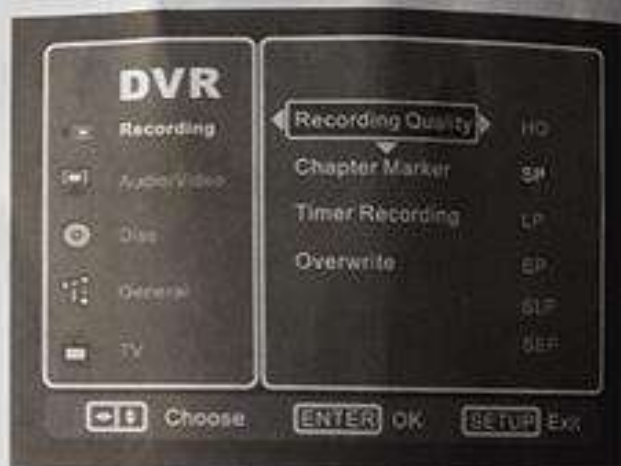 DVR
Recording
Audio/Video
Disc
General
TV
Recording Quality
Chapter Marker
Timer Recording
Overwrite
HQ
SP
LP
EP
SLP
SEP
Choose
ENTER OK
SETUP Exit